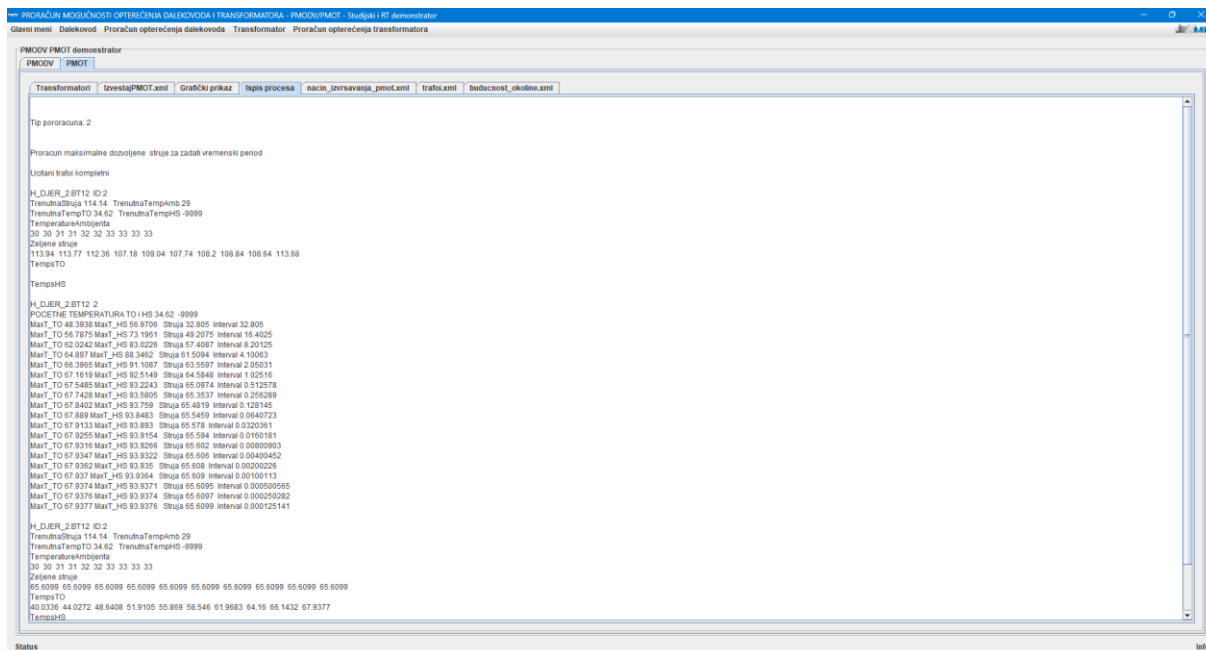 PRORAČUN MOGUĆNOSTI OPTEREĆENJA DALEKOVODA I TRANSFORMATORA - PMODV/PMOT - Studijski i RT demonstrator
Glavni meni Dalekovod Proračun opterećenja dalekovoda Transformator Proračun opterećenja transformatora
PMODV PMOT demonstrator
PMODV PMOT
Transformatori IzvestajPMOT.xml Grafički prikaz Ispis procesa nacin_izvrsavanja_pmot.xml trafoi.xml buducnost_okoline.xml
Tip pororacuna: 2
Proracun maksimalne dozvoljene struje za zadati vremenski period
Ucitani trafoi kompletni
H_DJER_2.BT12 ID:2
TrenutnaStruja 114.14 TrenutnaTempAmb 29
TrenutnaTempTO 34.62 TrenutnaTempHS -9999
TemperatureAmbijenta
30 30 31 31 32 32 33 33 33 33
Zeljene struje
113.94 113.77 112.36 107.18 109.04 107.74 108.2 108.84 108.64 113.68
TempsTO
TempsHS
H_DJER_2.BT12 2
POCETNE TEMPERATURA TO i HS 34.62 -9999
MaxT_TO 48.3938 MaxT_HS 56.9706 Struja 32.805 Interval 32.805
MaxT_TO 56.7875 MaxT_HS 73.1961 Struja 49.2075 Interval 16.4025
MaxT_TO 62.0242 MaxT_HS 83.0226 Struja 57.4087 Interval 8.20125
MaxT_TO 64.897 MaxT_HS 88.3462 Struja 61.5094 Interval 4.10063
MaxT_TO 66.3965 MaxT_HS 91.1087 Struja 63.5597 Interval 2.05031
MaxT_TO 67.1619 MaxT_HS 92.5149 Struja 64.5848 Interval 1.02516
MaxT_TO 67.5485 MaxT_HS 93.2243 Struja 65.0974 Interval 0.512578
MaxT_TO 67.7428 MaxT_HS 93.5805 Struja 65.3537 Interval 0.256289
MaxT_TO 67.8402 MaxT_HS 93.759 Struja 65.4819 Interval 0.128145
MaxT_TO 67.889 MaxT_HS 93.8483 Struja 65.5459 Interval 0.0640723
MaxT_TO 67.9133 MaxT_HS 93.893 Struja 65.578 Interval 0.0320361
MaxT_TO 67.9255 MaxT_HS 93.9154 Struja 65.594 Interval 0.0160181
MaxT_TO 67.9316 MaxT_HS 93.9266 Struja 65.602 Interval 0.00800903
MaxT_TO 67.9347 MaxT_HS 93.9322 Struja 65.606 Interval 0.00400452
MaxT_TO 67.9362 MaxT_HS 93.935 Struja 65.608 Interval 0.00200226
MaxT_TO 67.937 MaxT_HS 93.9364 Struja 65.609 Interval 0.00100113
MaxT_TO 67.9374 MaxT_HS 93.9371 Struja 65.6095 Interval 0.000500565
MaxT_TO 67.9376 MaxT_HS 93.9374 Struja 65.6097 Interval 0.000250282
MaxT_TO 67.9377 MaxT_HS 93.9376 Struja 65.6099 Interval 0.000125141
H_DJER_2.BT12 ID:2
TrenutnaStruja 114.14 TrenutnaTempAmb 29
TrenutnaTempTO 34.62 TrenutnaTempHS -9999
TemperatureAmbijenta
30 30 31 31 32 32 33 33 33 33
Zeljene struje
65.6099 65.6099 65.6099 65.6099 65.6099 65.6099 65.6099 65.6099 65.6099 65.6099
TempsTO
40.0336 44.0272 48.6408 51.9105 55.869 58.546 61.9683 64.16 66.1432 67.9377
TempsHS
Status